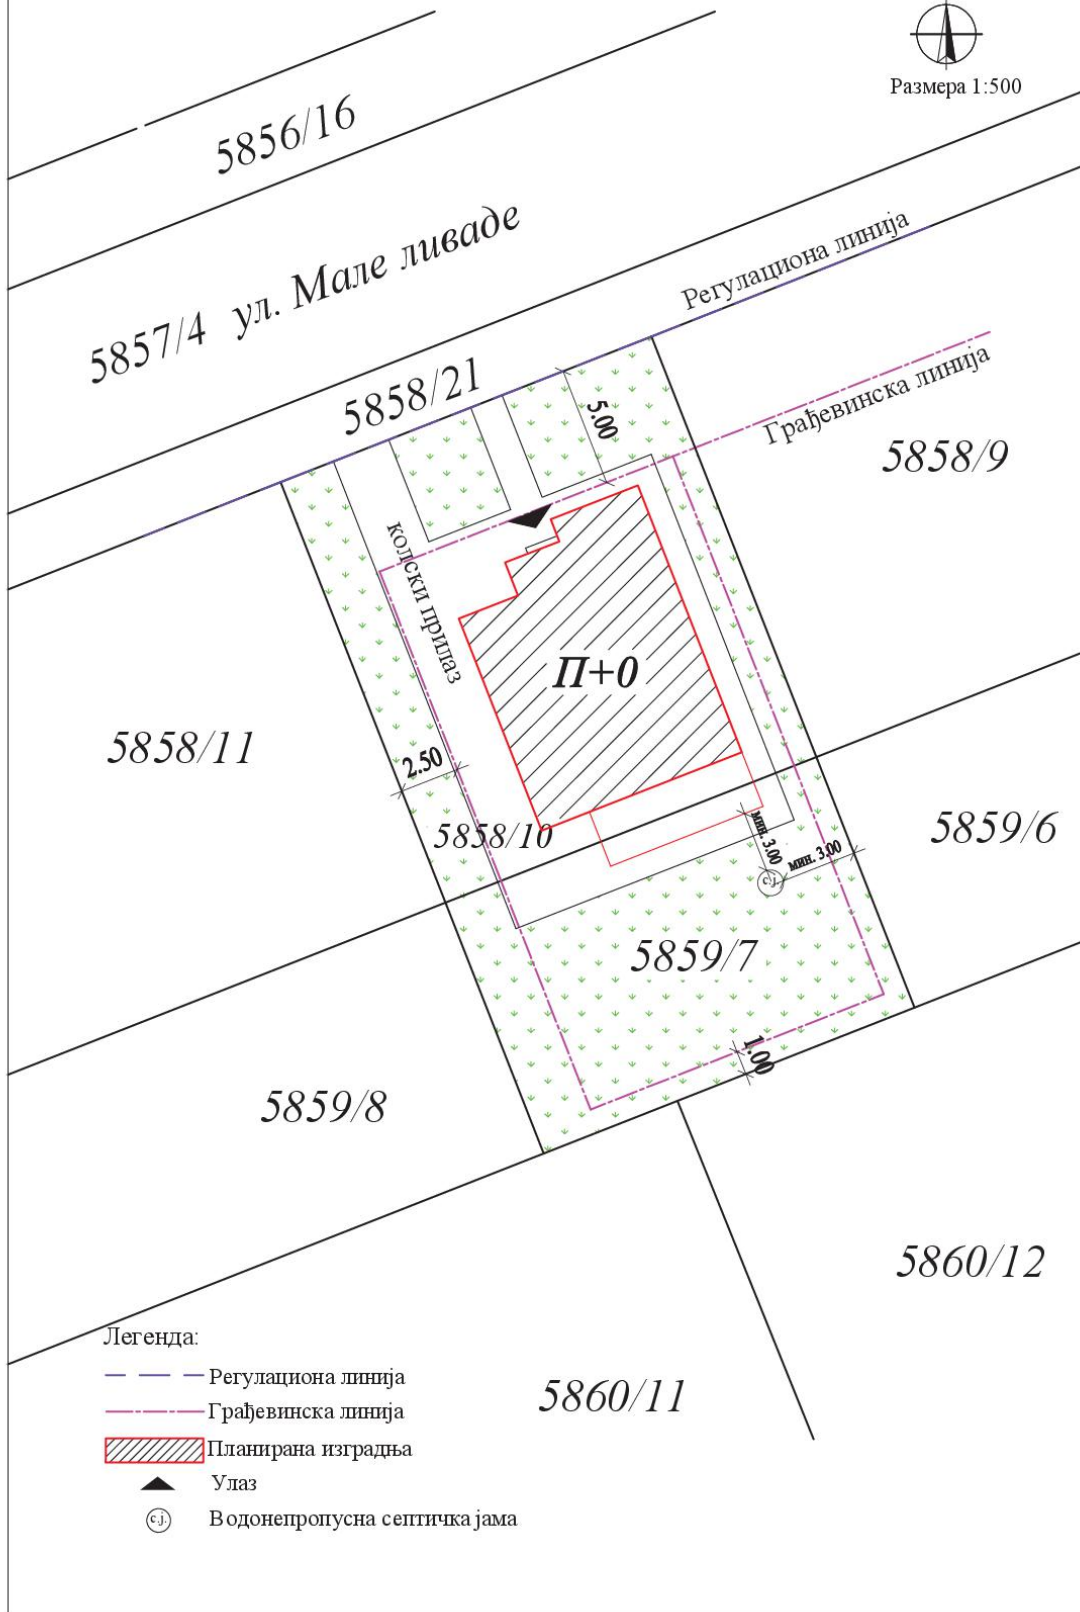 Размера 1:500
5856/16
5857/4 ул. Мале ливаде
Регулациона линија
5858/21
Грађевинска линија
5.00
5858/9
колски прилаз
П+0
5858/11
2.50
5858/10
5859/6
мин. 3.00
мин. 3.00
с.ј.
5859/7
1.00
5859/8
5860/12
5860/11
Легенда:
Регулациона линија
Грађевинска линија
Планирана изградња
Улаз
с.ј. Водонепропусна септичка јама